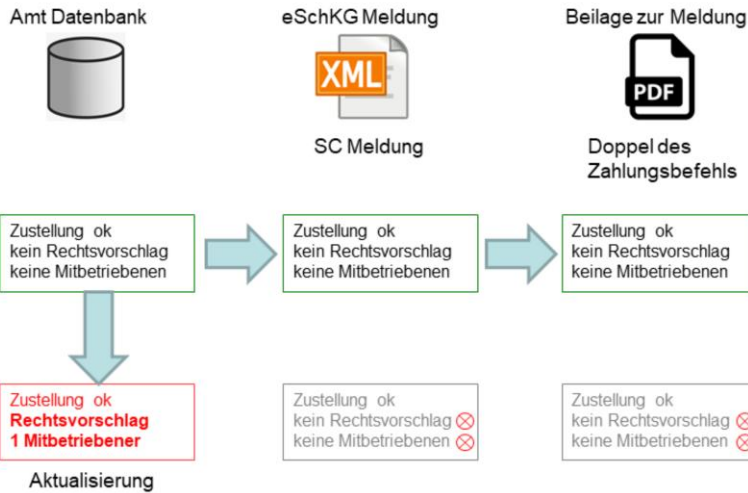 Amt Datenbank
eSchKG Meldung
Beilage zur Meldung
XML
PDF
SC Meldung
Doppel des
Zahlungsbefehls
Zustellung ok
kein Rechtsvorschlag
keine Mitbetriebenen
Zustellung ok
kein Rechtsvorschlag
keine Mitbetriebenen
Zustellung ok
kein Rechtsvorschlag
keine Mitbetriebenen
Zustellung ok
Rechtsvorschlag
1 Mitbetriebener
Zustellung ok
kein Rechtsvorschlag
keine Mitbetriebenen
Zustellung ok
kein Rechtsvorschlag
keine Mitbetriebenen
Aktualisierung